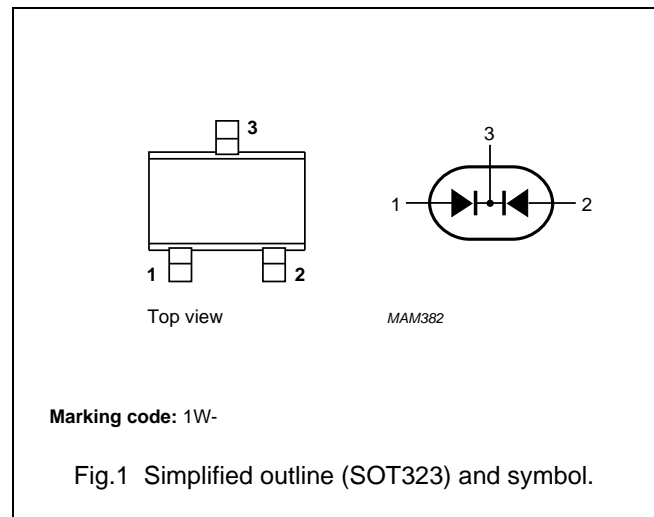 3
3
1
2
1
2
Top view
MAM382
Marking code: 1W-
Fig.1 Simplified outline (SOT323) and symbol.